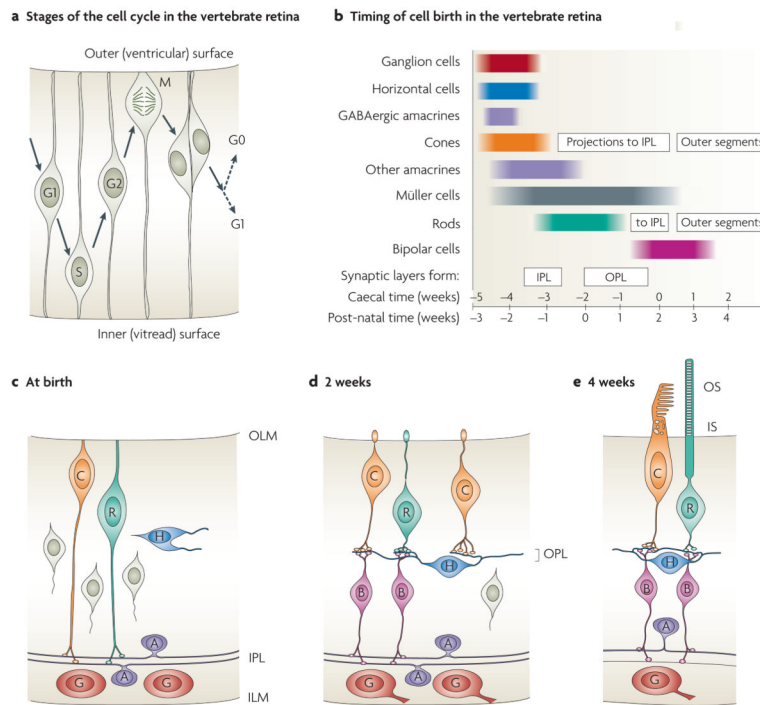 a Stages of the cell cycle in the vertebrate retina
Outer (ventricular) surface
M
G0
G1
G2
G1
S
Inner (vitread) surface
b Timing of cell birth in the vertebrate retina
Ganglion cells
Horizontal cells
GABAergic amacrines
Cones
Projections to IPL
Outer segments
Other amacrines
Müller cells
Rods
to IPL
Outer segments
Bipolar cells
Synaptic layers form:
IPL
OPL
Caecal time (weeks)
–5 –4 –3 –2 –1 0 1 2
Post-natal time (weeks)
–3 –2 –1 0 1 2 3 4
c At birth
OLM
C
R
H
A
IPL
A
G
G
ILM
d 2 weeks
C
R
C
OPL
H
B
B
A
A
G
G
e 4 weeks
OS
IS
C
R
H
B
B
A
G